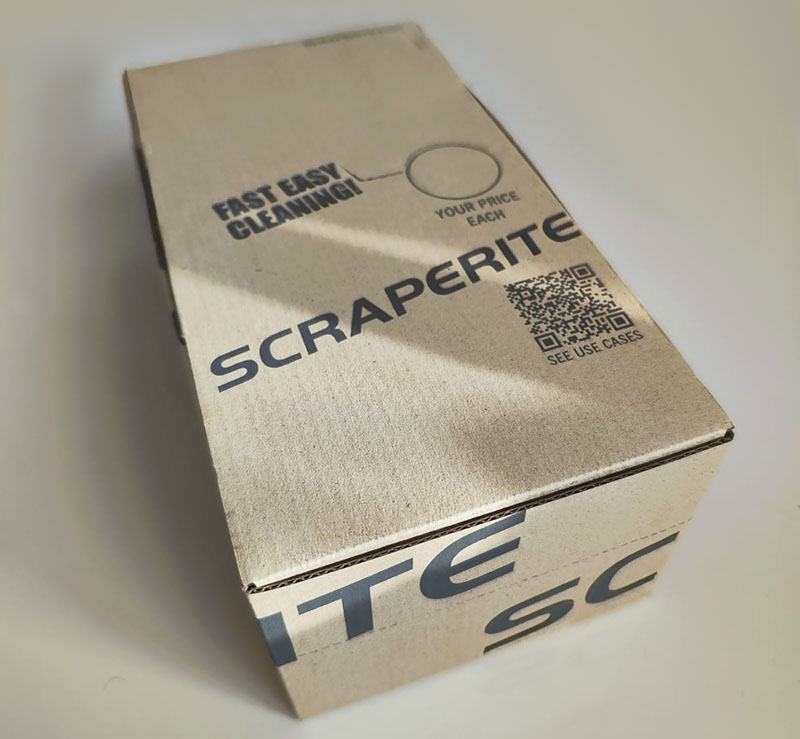 FAST EASY
CLEANING!
YOUR PRICE
EACH
SCRAPERITE
SEE USE CASES
ITE
SC